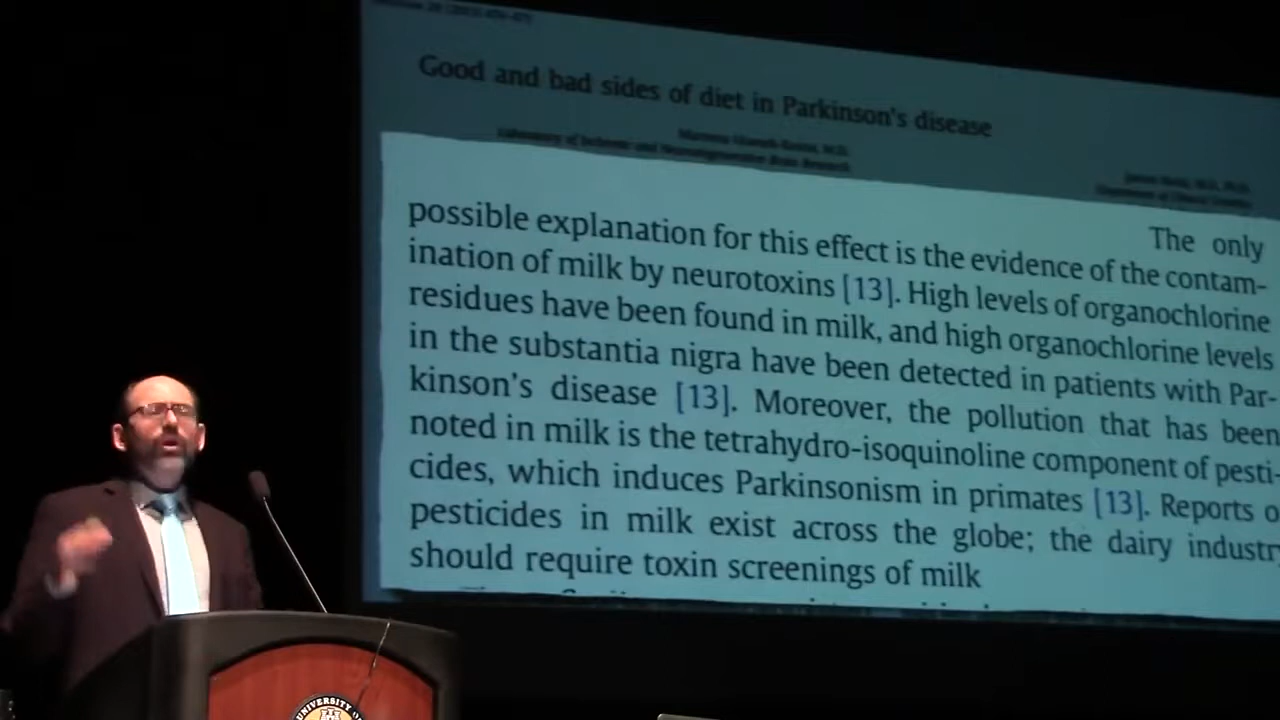 Good and bad sides of diet in Parkinson's disease
The only
possible explanation for this effect is the evidence of the contam-
ination of milk by neurotoxins [13]. High levels of organochlorine
residues have been found in milk, and high organochlorine levels
in the substantia nigra have been detected in patients with Par-
kinson's disease [13]. Moreover, the pollution that has been
noted in milk is the tetrahydro-isoquinoline component of pesti-
cides, which induces Parkinsonism in primates [13]. Reports o
pesticides in milk exist across the globe; the dairy industr
should require toxin screenings of milk
UNIVERSITY OF